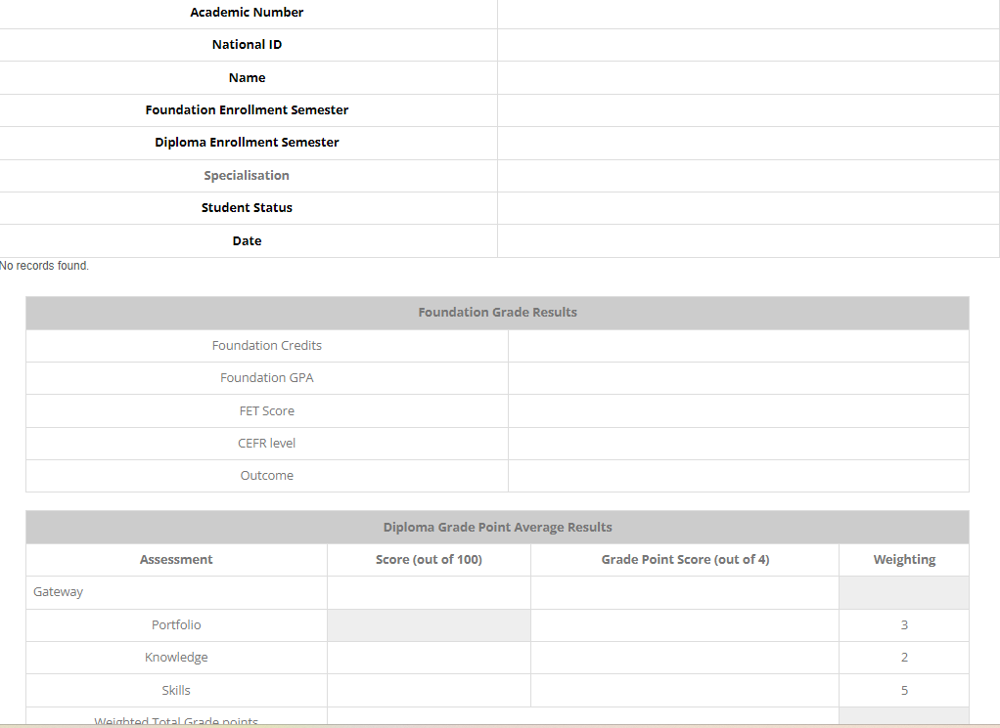 Academic Number
National ID
Name
Foundation Enrollment Semester
Diploma Enrollment Semester
Specialisation
Student Status
Date
No records found.
Foundation Grade Results
Foundation Credits
Foundation GPA
FET Score
CEFR level
Outcome
Diploma Grade Point Average Results
Assessment Score (out of 100) Grade Point Score (out of 4) Weighting
Gateway
Portfolio 3
Knowledge 2
Skills 5
Weighted Total Grade points